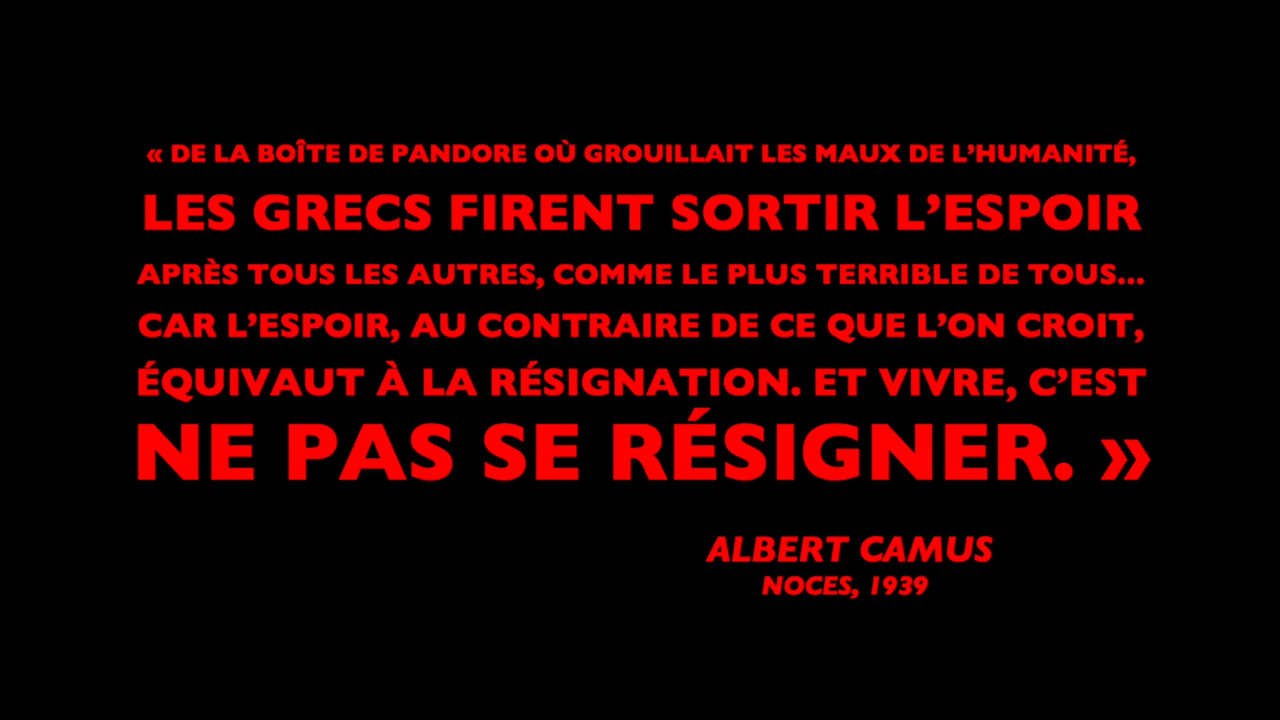 « DE LA BOÎTE DE PANDORE OÙ GROUILLAIT LES MAUX DE L’HUMANITÉ,
LES GRECS FIRENT SORTIR L’ESPOIR
APRÈS TOUS LES AUTRES, COMME LE PLUS TERRIBLE DE TOUS...
CAR L’ESPOIR, AU CONTRAIRE DE CE QUE L’ON CROIT,
ÉQUIVAUT À LA RÉSIGNATION. ET VIVRE, C’EST
NE PAS SE RÉSIGNER. »
ALBERT CAMUS
NOCES, 1939